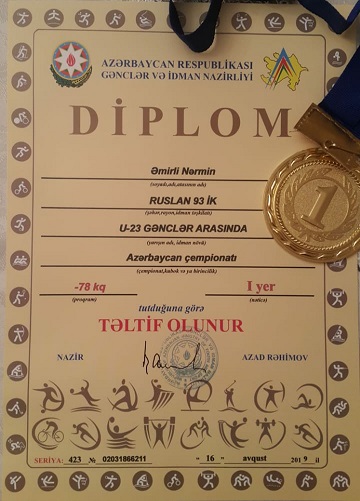 AZƏRBAYCAN RESPUBLİKASI
GƏNCLƏR VƏ İDMAN NAZİRLİYİ
DİPLOM
Əmirli Nərmin
(soyadı,adı,atasının adı)
RUSLAN 93 İK
(şəhər,rayon,idman təşkilatı)
U-23 GƏNCLƏR ARASINDA
(yarışın adı, idman növü)
Azərbaycan çempionatı
(çempionat,kubok və ya birincilik)
-78 kq
I yer
(proqram)
(nəticə)
tutduğuna görə
TƏLTİF OLUNUR
NAZİR
AZAD RƏHİMOV
SERİYA: 423 № 02031866211 "16" avqust 2019 il
1